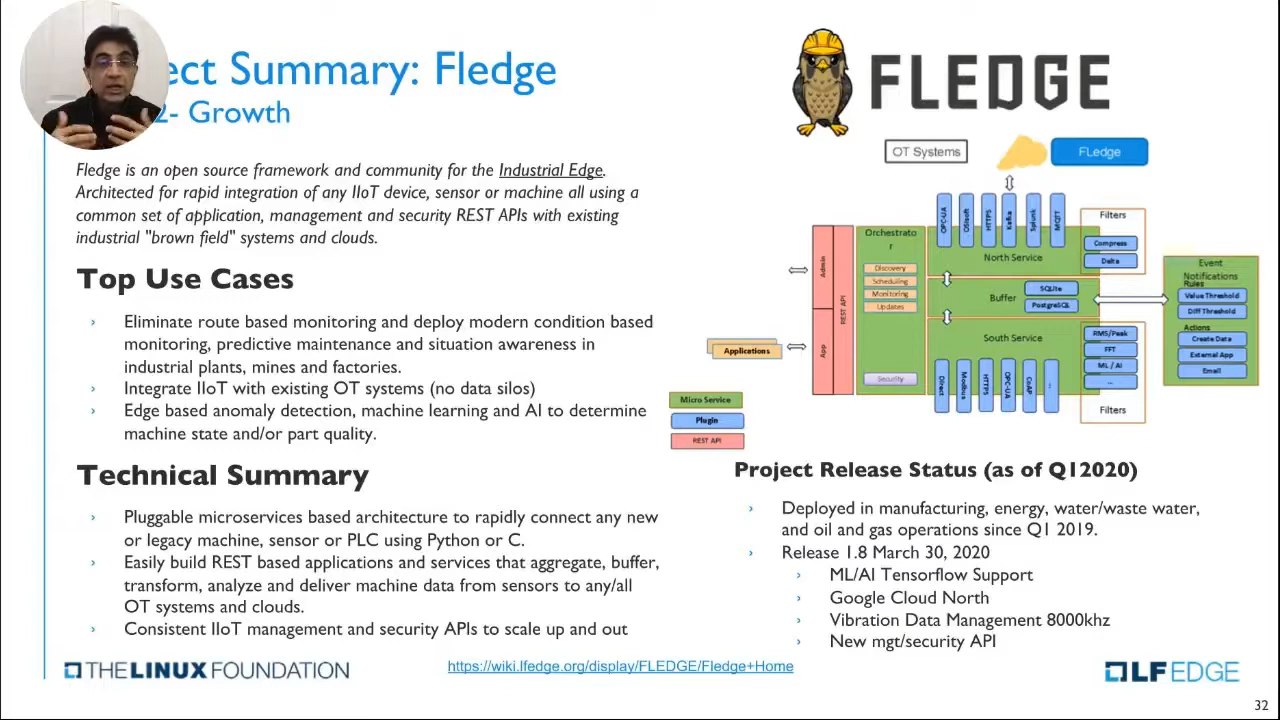 ect Summary: Fledge
2- Growth
Fledge is an open source framework and community for the Industrial Edge.
Architected for rapid integration of any IIoT device, sensor or machine all using a
common set of application, management and security REST APIs with existing
industrial "brown field" systems and clouds.
Top Use Cases
› Eliminate route based monitoring and deploy modern condition based
monitoring, predictive maintenance and situation awareness in
industrial plants, mines and factories.
› Integrate IIoT with existing OT systems (no data silos)
› Edge based anomaly detection, machine learning and AI to determine
machine state and/or part quality.
Technical Summary
› Pluggable microservices based architecture to rapidly connect any new
or legacy machine, sensor or PLC using Python or C.
› Easily build REST based applications and services that aggregate, buffer,
transform, analyze and deliver machine data from sensors to any/all
OT systems and clouds.
› Consistent IIoT management and security APIs to scale up and out
FLEDGE
OT Systems
FLedge
Admin
App
REST API
Orchestrato
r
Discovery
Scheduling
Monitoring
Updates
Security
OPC-UA
OSIsoft
HTTPS
Kafka
Splunk
MQTT
North Service
Filters
Compress
Delta
Buffer
SQLite
PostgreSQL
South Service
Direct
Modbus
HTTPS
OPC-UA
CoAP
...
RMS/Peak
FFT
ML / AI
...
Filters
Event
Notifications
Rules
Value Threshold
Diff Threshold
Actions
Create Data
External App
Email
Applications
Micro Service
Plugin
REST API
Project Release Status (as of Q12020)
› Deployed in manufacturing, energy, water/waste water,
and oil and gas operations since Q1 2019.
› Release 1.8 March 30, 2020
› ML/AI Tensorflow Support
› Google Cloud North
› Vibration Data Management 8000khz
› New mgt/security API
THE LINUX FOUNDATION
https://wiki.lfedge.org/display/FLEDGE/Fledge+Home
LF EDGE
32